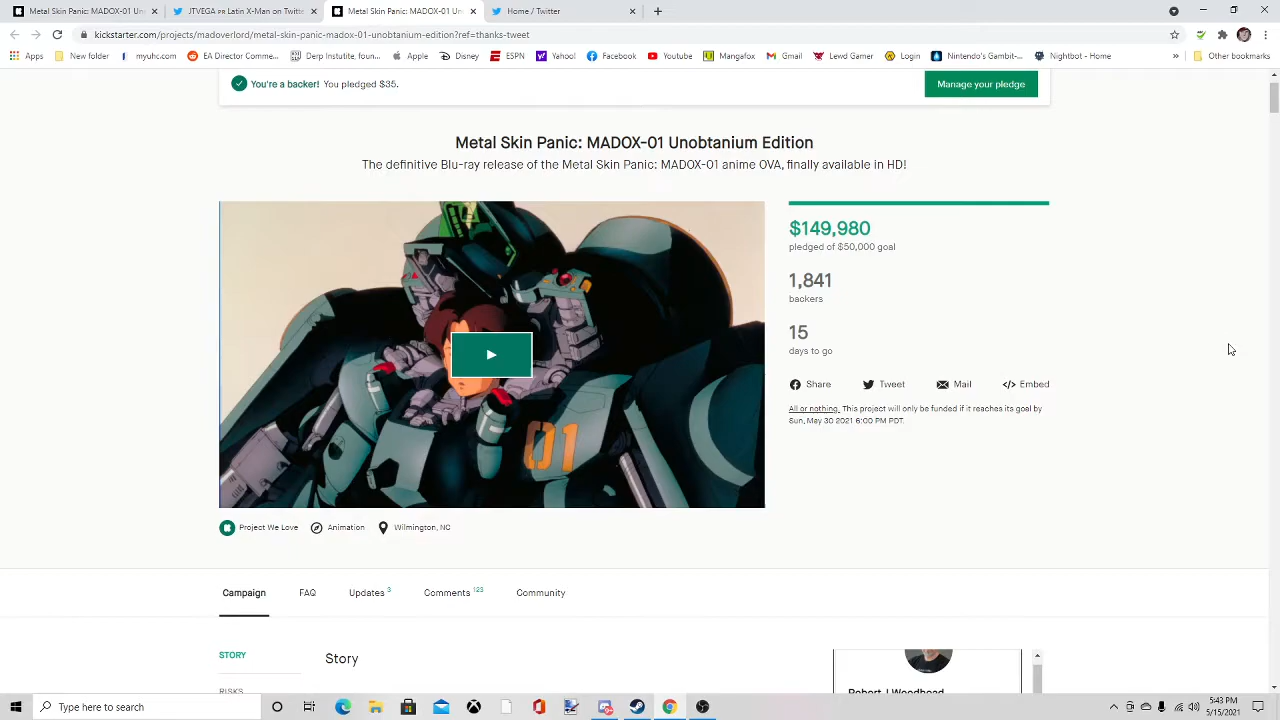 Metal Skin Panic: MADOX-01 Un
JTVEGA PR Latin X-Man on Twitter
Metal Skin Panic: MADOX-01 Un
Home / Twitter
kickstarter.com/projects/madoverlord/metal-skin-panic-madox-01-unobtanium-edition?ref=thanks-tweet
Apps New folder myuhc.com EA Director Comm... Derp Instutite, foun... Apple Disney ESPN Yahoo! Facebook Youtube Mangafox Gmail Lewd Gamer Login Nintendo's Gambit-... Nightbot - Home » Other bookmarks
You're a backer! You pledged $35.
Manage your pledge
Metal Skin Panic: MADOX-01 Unobtanium Edition
The definitive Blu-ray release of the Metal Skin Panic: MADOX-01 anime OVA, finally available in HD!
01
$149,980
pledged of $50,000 goal
1,841
backers
15
days to go
Share Tweet Mail Embed
All or nothing. This project will only be funded if it reaches its goal by
Sun, May 30 2021 6:00 PM PDT.
Project We Love Animation Wilmington, NC
Campaign FAQ Updates 3 Comments 123 Community
STORY
Story
RISKS
Robert J Woodhead
Type here to search
5:43 PM
5/15/2021